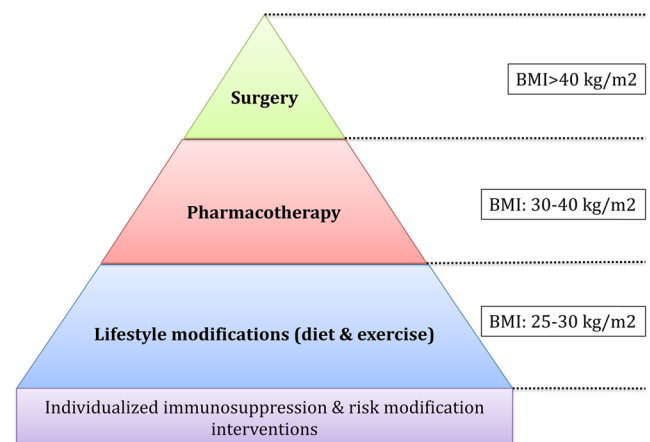 Surgery
BMI>40 kg/m2
Pharmacotherapy
BMI: 30-40 kg/m2
Lifestyle modifications (diet & exercise)
BMI: 25-30 kg/m2
Individualized immunosuppression & risk modification
interventions